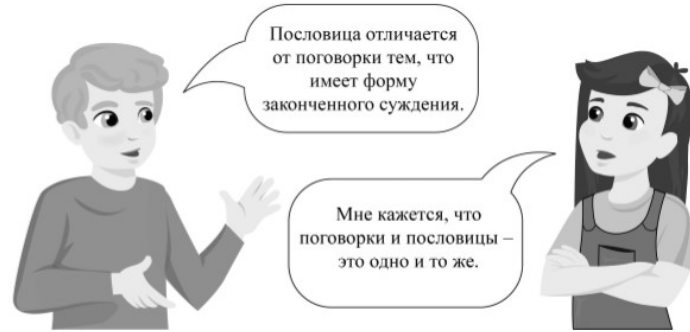 Пословица отличается
от поговорки тем, что
имеет форму
законченного суждения.
Мне кажется, что
поговорки и пословицы –
это одно и то же.